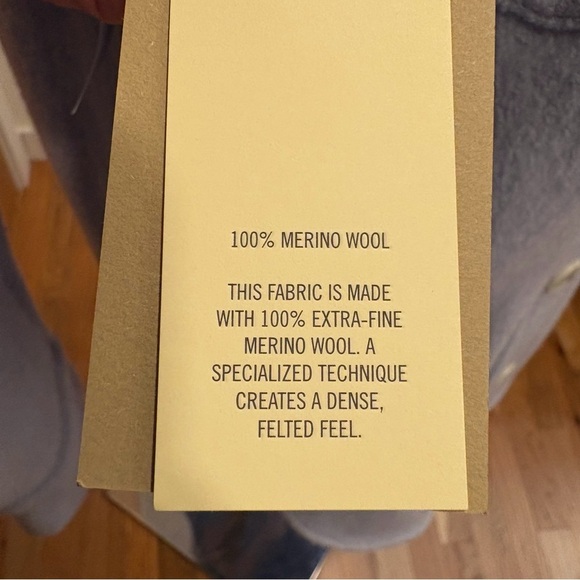 100% MERINO WOOL
THIS FABRIC IS MADE
WITH 100% EXTRA-FINE
MERINO WOOL. A
SPECIALIZED TECHNIQUE
CREATES A DENSE,
FELTED FEEL.